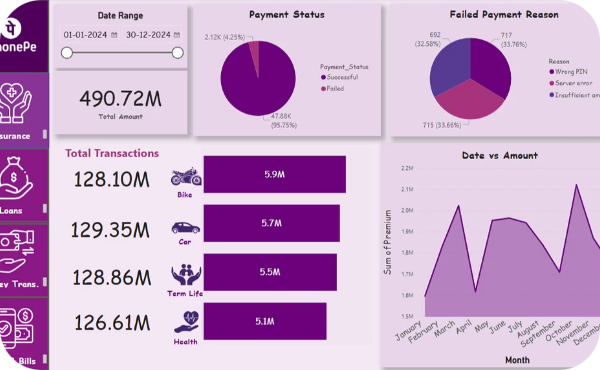 onePe
surance
Loans
ey Trans.
Bills
Date Range
01-01-2024
30-12-2024
490.72M
Total Amount
Payment Status
2.12K (4.25%)
47.88K
(95.75%)
Payment_Status
Successful
Failed
Failed Payment Reason
692
(32.58%)
717
(33.76%)
715 (33.66%)
Reason
Wrong PIN
Server error
Insufficient am
Total Transactions
128.10M
Bike
5.9M
129.35M
Car
5.7M
128.86M
Term Life
5.5M
126.61M
Health
5.1M
Date vs Amount
Sum of Premium
2.2M
2.1M
2.0M
1.9M
1.8M
1.7M
1.6M
1.5M
January
February
March
April
May
June
July
August
September
October
November
Decemb
Month